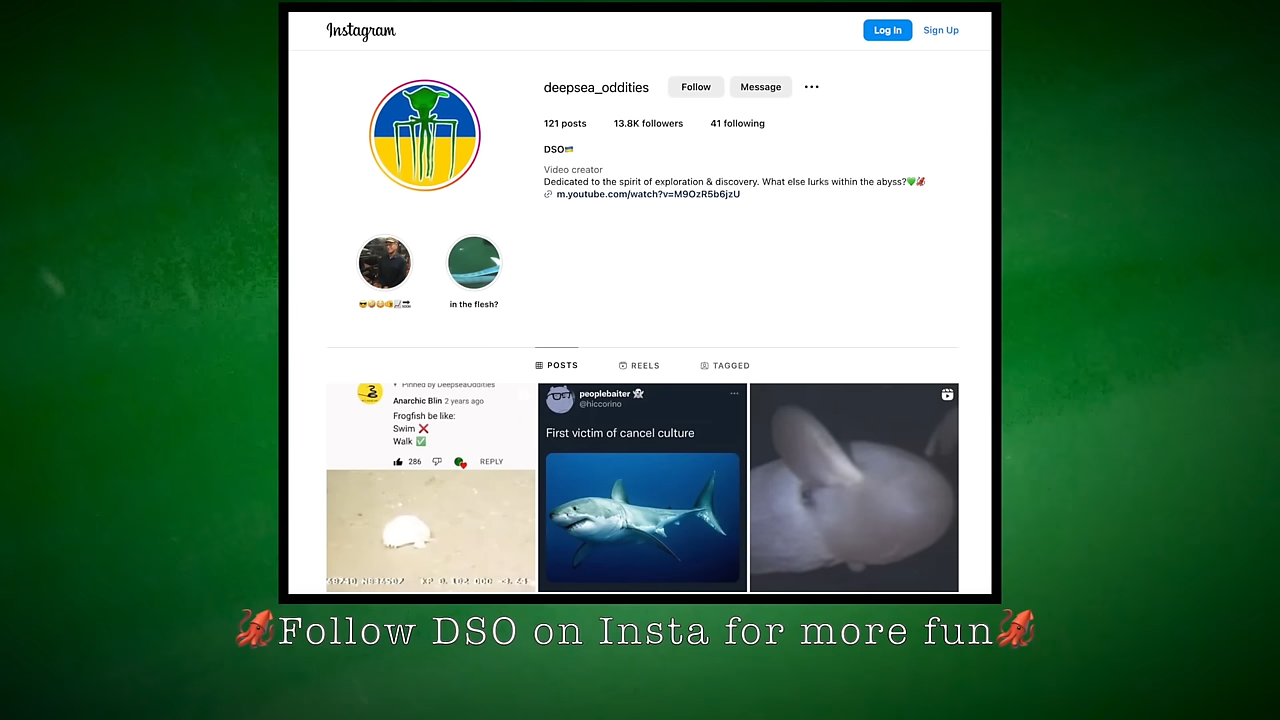 Instagram
Log In
Sign Up
deepsea_oddities
Follow
Message
121 posts
13.8K followers
41 following
DSO🇺🇦
Video creator
Dedicated to the spirit of exploration & discovery. What else lurks within the abyss?💚🦑
m.youtube.com/watch?v=M9OzR5b6jzU
in the flesh?
POSTS
REELS
TAGGED
Pinned by DeepseaOddities
Anarchic Blin 2 years ago
Frogfish be like:
Swim ❌
Walk ✅
286
REPLY
peoplebaiter
@hiccorino
First victim of cancel culture
🦑Follow DSO on Insta for more fun🦑